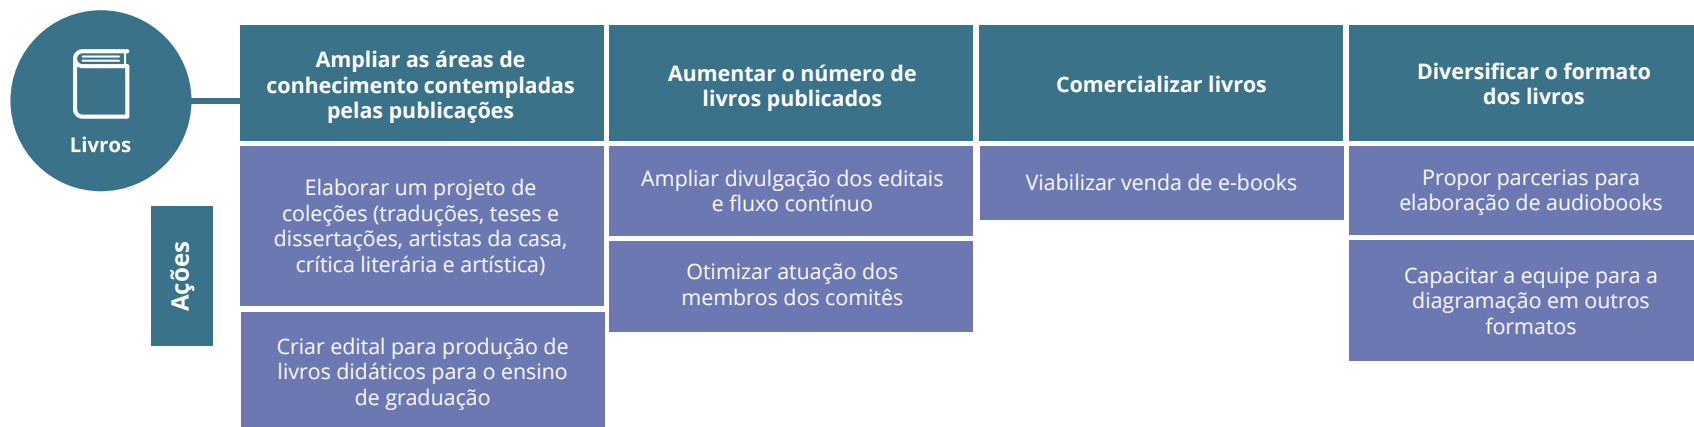 Livros
Ampliar as áreas de
conhecimento contempladas
pelas publicações
Aumentar o número de
livros publicados
Comercializar livros
Diversificar o formato
dos livros
Ações
Elaborar um projeto de
coleções (traduções, teses e
dissertações, artistas da casa,
crítica literária e artística)
Criar edital para produção de
livros didáticos para o ensino
de graduação
Ampliar divulgação dos editais
e fluxo contínuo
Otimizar atuação dos
membros dos comitês
Viabilizar venda de e-books
Propor parcerias para
elaboração de audiobooks
Capacitar a equipe para a
diagramação em outros
formatos